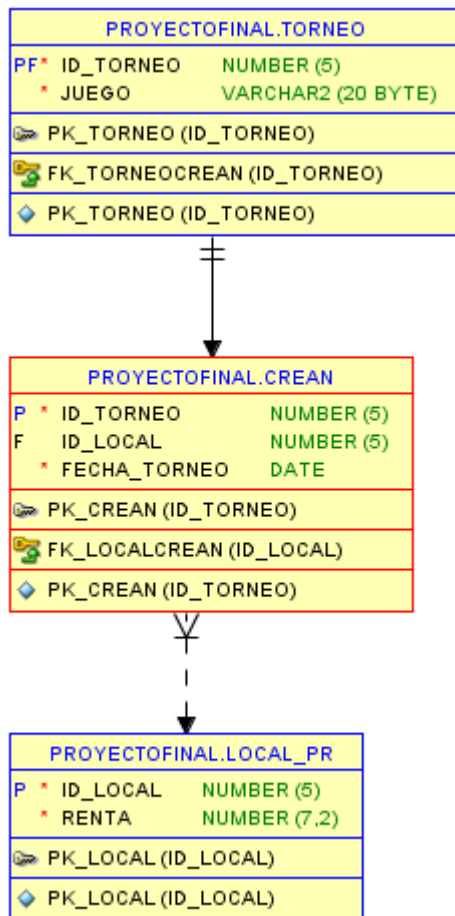 PROYECTOFINAL.TORNEO
PF* ID_TORNEO NUMBER (5)
* JUEGO VARCHAR2 (20 BYTE)
PK_TORNEO (ID_TORNEO)
FK_TORNEOCREAN (ID_TORNEO)
PK_TORNEO (ID_TORNEO)
PROYECTOFINAL.CREAN
P * ID_TORNEO NUMBER (5)
F ID_LOCAL NUMBER (5)
* FECHA_TORNEO DATE
PK_CREAN (ID_TORNEO)
FK_LOCALCREAN (ID_LOCAL)
PK_CREAN (ID_TORNEO)
PROYECTOFINAL.LOCAL_PR
P * ID_LOCAL NUMBER (5)
* RENTA NUMBER (7,2)
PK_LOCAL (ID_LOCAL)
PK_LOCAL (ID_LOCAL)